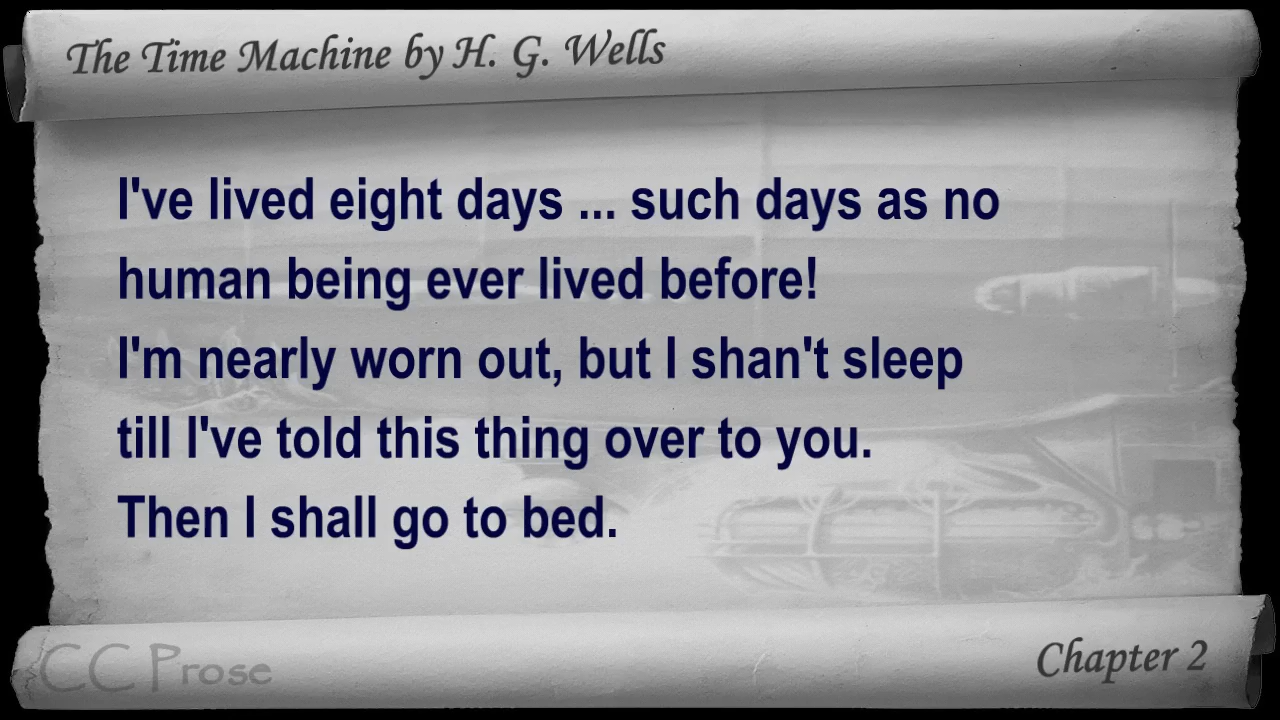 The Time Machine by H. G. Wells
I've lived eight days ... such days as no
human being ever lived before!
I'm nearly worn out, but I shan't sleep
till I've told this thing over to you.
Then I shall go to bed.
CC Prose
Chapter 2